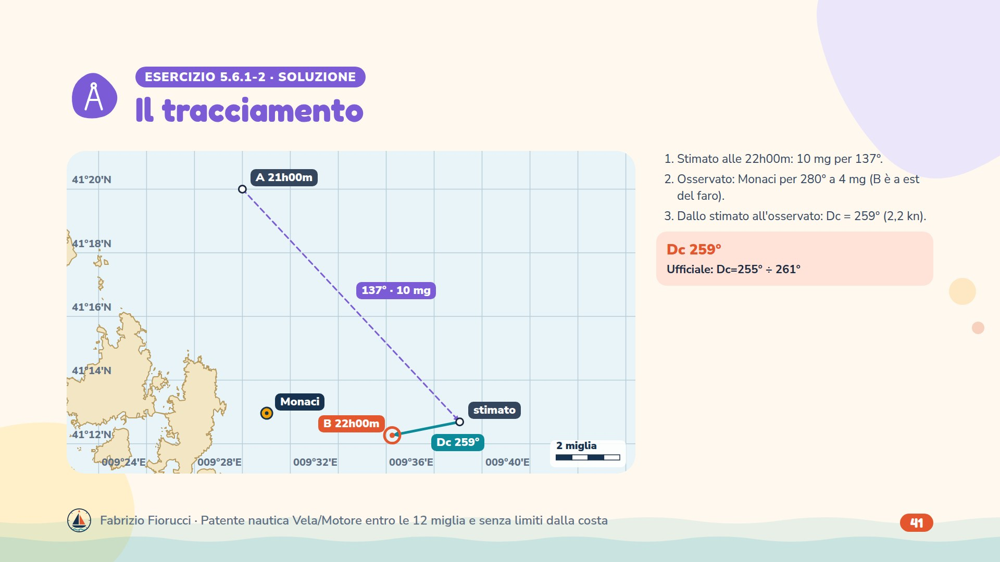 ESERCIZIO 5.6.1-2 · SOLUZIONE
Il tracciamento
41°20'N
41°18'N
41°16'N
41°14'N
41°12'N
009°24'E
009°28'E
009°32'E
009°36'E
009°40'E
A 21h00m
137° · 10 mg
Monaci
B 22h00m
stimato
Dc 259°
2 miglia
1. Stimato alle 22h00m: 10 mg per 137°.
2. Osservato: Monaci per 280° a 4 mg (B è a est
del faro).
3. Dallo stimato all'osservato: Dc = 259° (2,2 kn).
Dc 259°
Ufficiale: Dc=255° ÷ 261°
Fabrizio Fiorucci · Patente nautica Vela/Motore entro le 12 miglia e senza limiti dalla costa
41